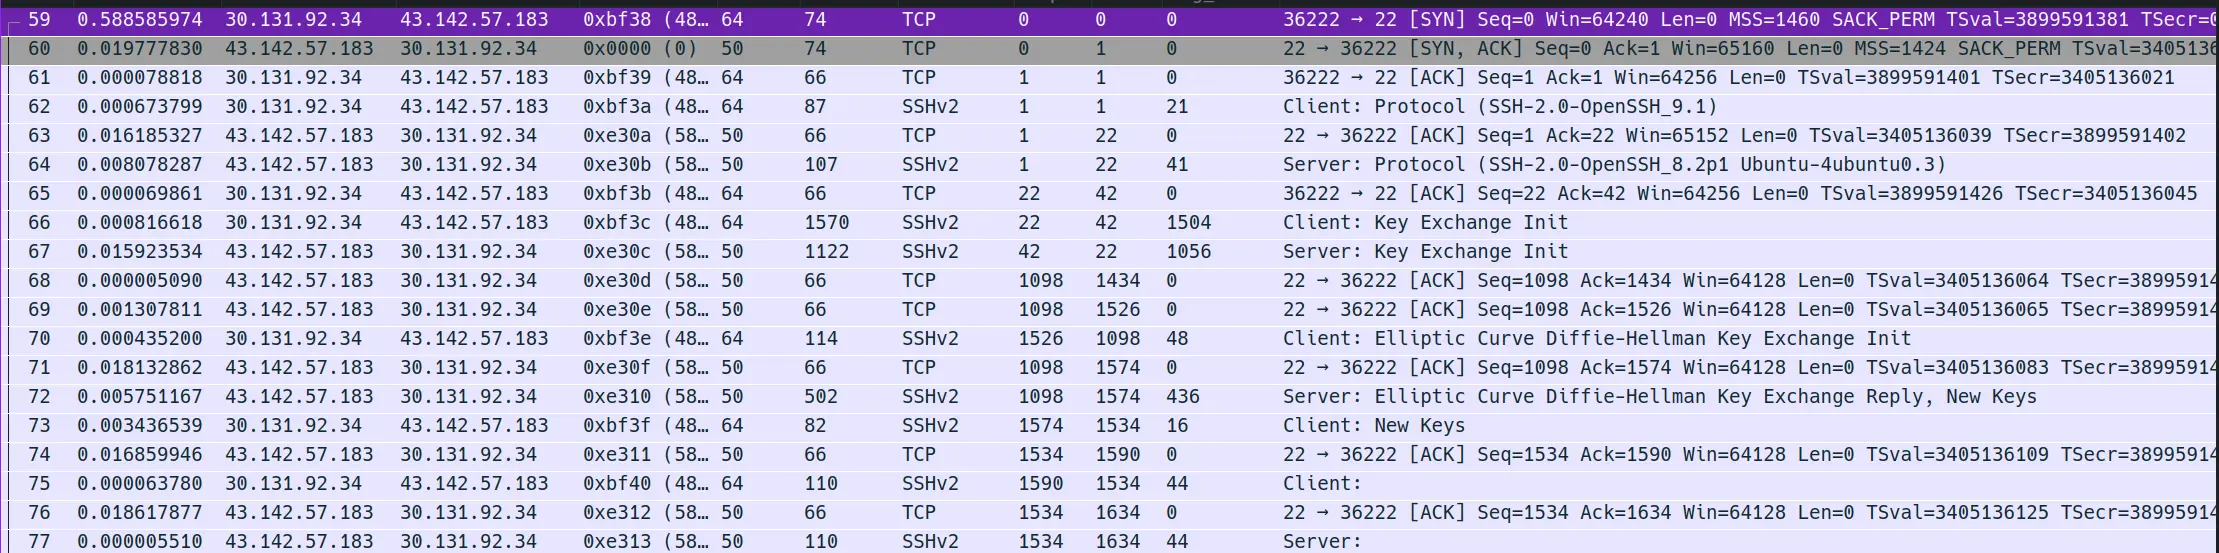 59 0.588585974 30.131.92.34 43.142.57.183 0xbf38 (48… 64 74 TCP 0 0 0 36222 → 22 [SYN] Seq=0 Win=64240 Len=0 MSS=1460 SACK_PERM TSval=3899591381 TSecr=0
60 0.019777830 43.142.57.183 30.131.92.34 0x0000 (0) 50 74 TCP 0 1 0 22 → 36222 [SYN, ACK] Seq=0 Ack=1 Win=65160 Len=0 MSS=1424 SACK_PERM TSval=3405136
61 0.000078818 30.131.92.34 43.142.57.183 0xbf39 (48… 64 66 TCP 1 1 0 36222 → 22 [ACK] Seq=1 Ack=1 Win=64256 Len=0 TSval=3899591401 TSecr=3405136021
62 0.000673799 30.131.92.34 43.142.57.183 0xbf3a (48… 64 87 SSHv2 1 1 21 Client: Protocol (SSH-2.0-OpenSSH_9.1)
63 0.016185327 43.142.57.183 30.131.92.34 0xe30a (58… 50 66 TCP 1 22 0 22 → 36222 [ACK] Seq=1 Ack=22 Win=65152 Len=0 TSval=3405136039 TSecr=3899591402
64 0.008078287 43.142.57.183 30.131.92.34 0xe30b (58… 50 107 SSHv2 1 22 41 Server: Protocol (SSH-2.0-OpenSSH_8.2p1 Ubuntu-4ubuntu0.3)
65 0.000069861 30.131.92.34 43.142.57.183 0xbf3b (48… 64 66 TCP 22 42 0 36222 → 22 [ACK] Seq=22 Ack=42 Win=64256 Len=0 TSval=3899591426 TSecr=3405136045
66 0.000816618 30.131.92.34 43.142.57.183 0xbf3c (48… 64 1570 SSHv2 22 42 1504 Client: Key Exchange Init
67 0.015923534 43.142.57.183 30.131.92.34 0xe30c (58… 50 1122 SSHv2 42 22 1056 Server: Key Exchange Init
68 0.000005090 43.142.57.183 30.131.92.34 0xe30d (58… 50 66 TCP 1098 1434 0 22 → 36222 [ACK] Seq=1098 Ack=1434 Win=64128 Len=0 TSval=3405136064 TSecr=38995914
69 0.001307811 43.142.57.183 30.131.92.34 0xe30e (58… 50 66 TCP 1098 1526 0 22 → 36222 [ACK] Seq=1098 Ack=1526 Win=64128 Len=0 TSval=3405136065 TSecr=38995914
70 0.000435200 30.131.92.34 43.142.57.183 0xbf3e (48… 64 114 SSHv2 1526 1098 48 Client: Elliptic Curve Diffie-Hellman Key Exchange Init
71 0.018132862 43.142.57.183 30.131.92.34 0xe30f (58… 50 66 TCP 1098 1574 0 22 → 36222 [ACK] Seq=1098 Ack=1574 Win=64128 Len=0 TSval=3405136083 TSecr=38995914
72 0.005751167 43.142.57.183 30.131.92.34 0xe310 (58… 50 502 SSHv2 1098 1574 436 Server: Elliptic Curve Diffie-Hellman Key Exchange Reply, New Keys
73 0.003436539 30.131.92.34 43.142.57.183 0xbf3f (48… 64 82 SSHv2 1574 1534 16 Client: New Keys
74 0.016859946 43.142.57.183 30.131.92.34 0xe311 (58… 50 66 TCP 1534 1590 0 22 → 36222 [ACK] Seq=1534 Ack=1590 Win=64128 Len=0 TSval=3405136109 TSecr=38995914
75 0.000063780 30.131.92.34 43.142.57.183 0xbf40 (48… 64 110 SSHv2 1590 1534 44 Client:
76 0.018617877 43.142.57.183 30.131.92.34 0xe312 (58… 50 66 TCP 1534 1634 0 22 → 36222 [ACK] Seq=1534 Ack=1634 Win=64128 Len=0 TSval=3405136125 TSecr=38995914
77 0.000005510 43.142.57.183 30.131.92.34 0xe313 (58… 50 110 SSHv2 1534 1634 44 Server: